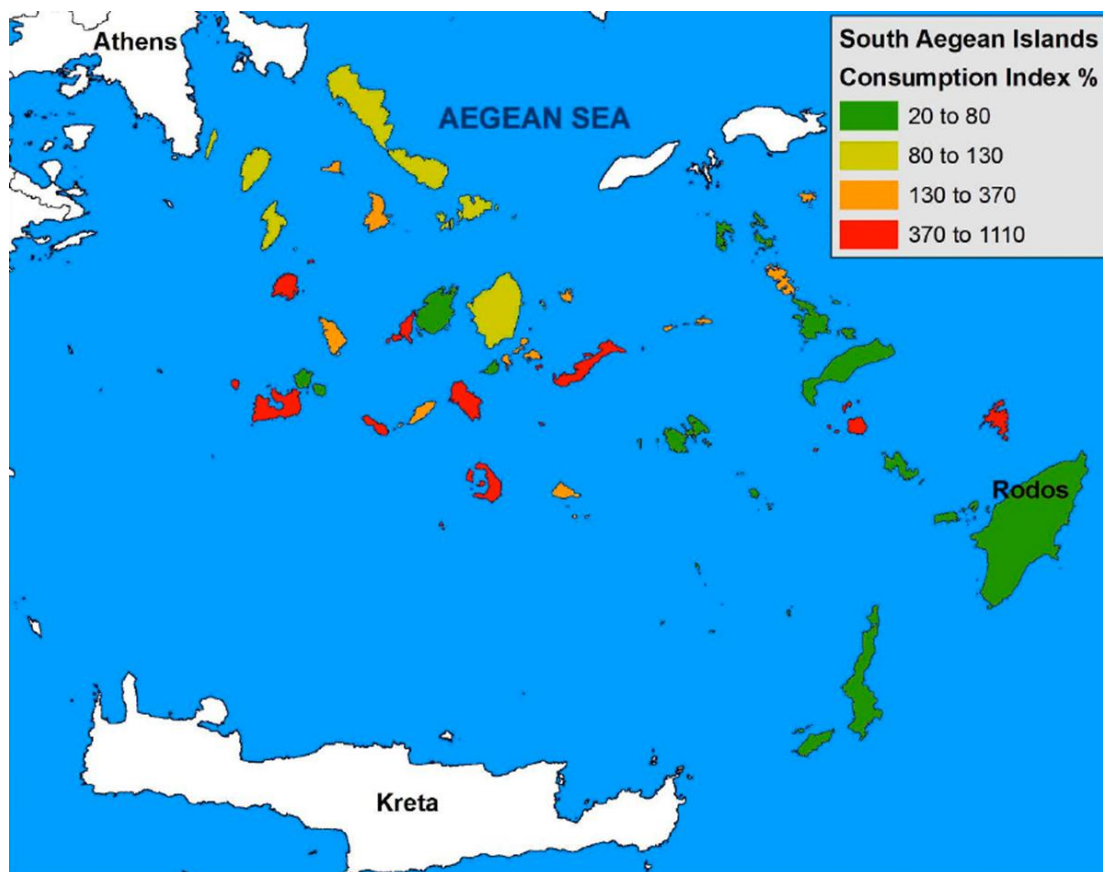 Athens
AEGEAN SEA
South Aegean Islands
Consumption Index %
20 to 80
80 to 130
130 to 370
370 to 1110
Rodos
Kreta